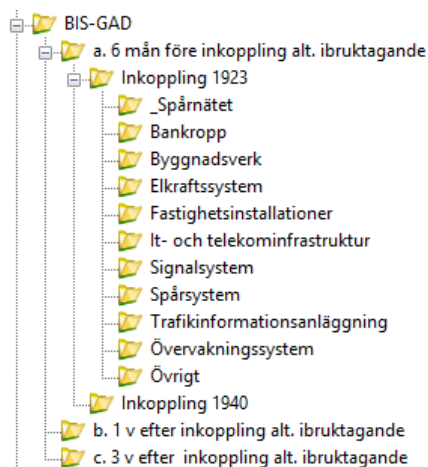 BIS-GAD
a. 6 mån före inkoppling alt. ibruktagande
Inkoppling 1923
_Spårnätet
Bankropp
Byggnadsverk
Elkraftssystem
Fastighetsinstallationer
It- och telekominfrastruktur
Signalsystem
Spårsystem
Trafikinformationsanläggning
Övervakningssystem
Övrigt
Inkoppling 1940
b. 1 v efter inkoppling alt. ibruktagande
c. 3 v efter  inkoppling alt. ibruktagande